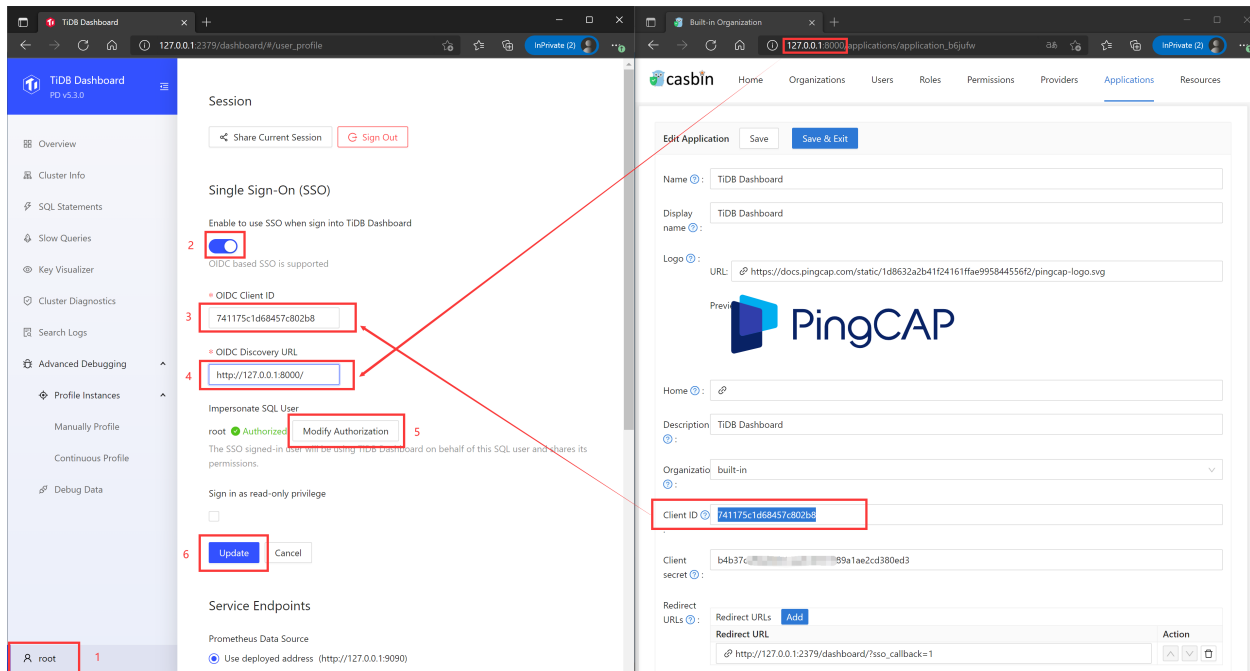 TiDB Dashboard
127.0.0.1:2379/dashboard/#/user_profile
InPrivate (2)
TiDB Dashboard
PD v5.3.0
Overview
Cluster Info
SQL Statements
Slow Queries
Key Visualizer
Cluster Diagnostics
Search Logs
Advanced Debugging
Profile Instances
Manually Profile
Continuous Profile
Debug Data
root
1
Session
Share Current Session
Sign Out
Single Sign-On (SSO)
Enable to use SSO when sign into TiDB Dashboard
2
OIDC based SSO is supported
* OIDC Client ID
3
741175c1d68457c802b8
* OIDC Discovery URL
4
http://127.0.0.1:8000/
Impersonate SQL User
root Authorized Modify Authorization
5
The SSO signed-in user will be using TiDB Dashboard on behalf of this SQL user and shares its
permissions.
Sign in as read-only privilege
6
Update Cancel
Service Endpoints
Prometheus Data Source
Use deployed address (http://127.0.0.1:9090)
Built-in Organization
127.0.0.1:8000/applications/application_b6jufw
InPrivate (2)
casbin
Home Organizations Users Roles Permissions Providers Applications Resources
Edit Application Save Save & Exit
Name : TiDB Dashboard
Display
name : TiDB Dashboard
Logo :
URL: https://docs.pingcap.com/static/1d8632a2b41f24161ffae995844556f2/pingcap-logo.svg
PingCAP
Home :
Description
: TiDB Dashboard
Organizatio
: built-in
Client ID
: 741175c1d68457c802b8
Client
secret : b4b37c 89a1ae2cd380ed3
Redirect
URLs :
Redirect URLs Add
Redirect URL Action
http://127.0.0.1:2379/dashboard/?sso_callback=1